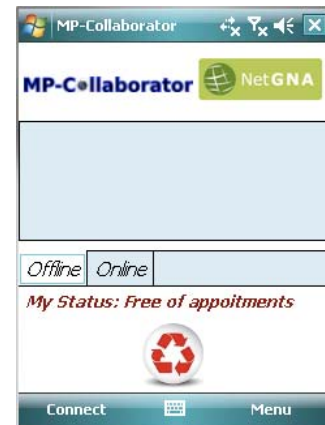 MP-Collaborator
MP-Collaborator NetGNA
Offline Online
My Status: Free of appoitments
Connect Menu